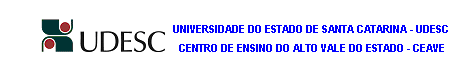 UDESC
UNIVERSIDADE DO ESTADO DE SANTA CATARINA - UDESC
CENTRO DE ENSINO DO ALTO VALE DO ESTADO - CEAVE